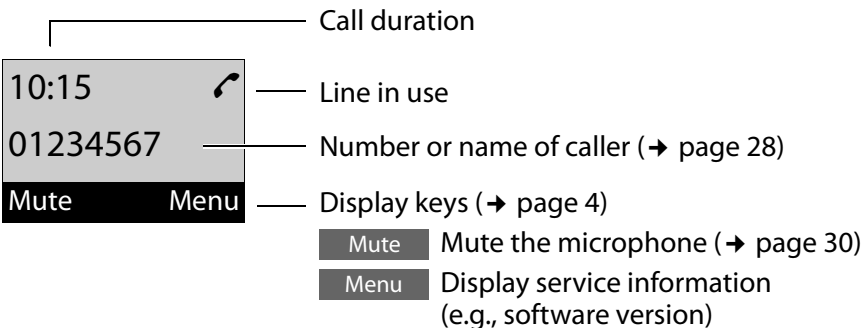 Call duration
10:15
Line in use
01234567
Number or name of caller (➔ page 28)
Mute Menu
Display keys (➔ page 4)
Mute Mute the microphone (➔ page 30)
Menu Display service information
(e.g., software version)